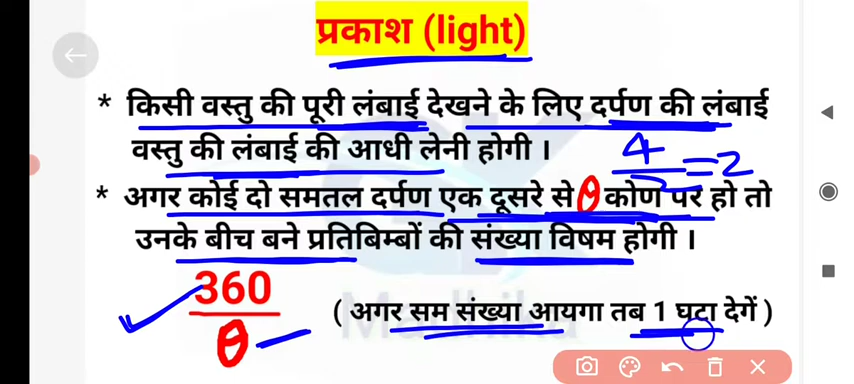 प्रकाश (light)
* किसी वस्तु की पूरी लंबाई देखने के लिए दर्पण की लंबाई
वस्तु की लंबाई की आधी लेनी होगी ।
4/2=2
* अगर कोई दो समतल दर्पण एक दूसरे से θ कोण पर हो तो
उनके बीच बने प्रतिबिम्बों की संख्या विषम होगी ।
360/θ
( अगर सम संख्या आयगा तब 1 घटा देगें )